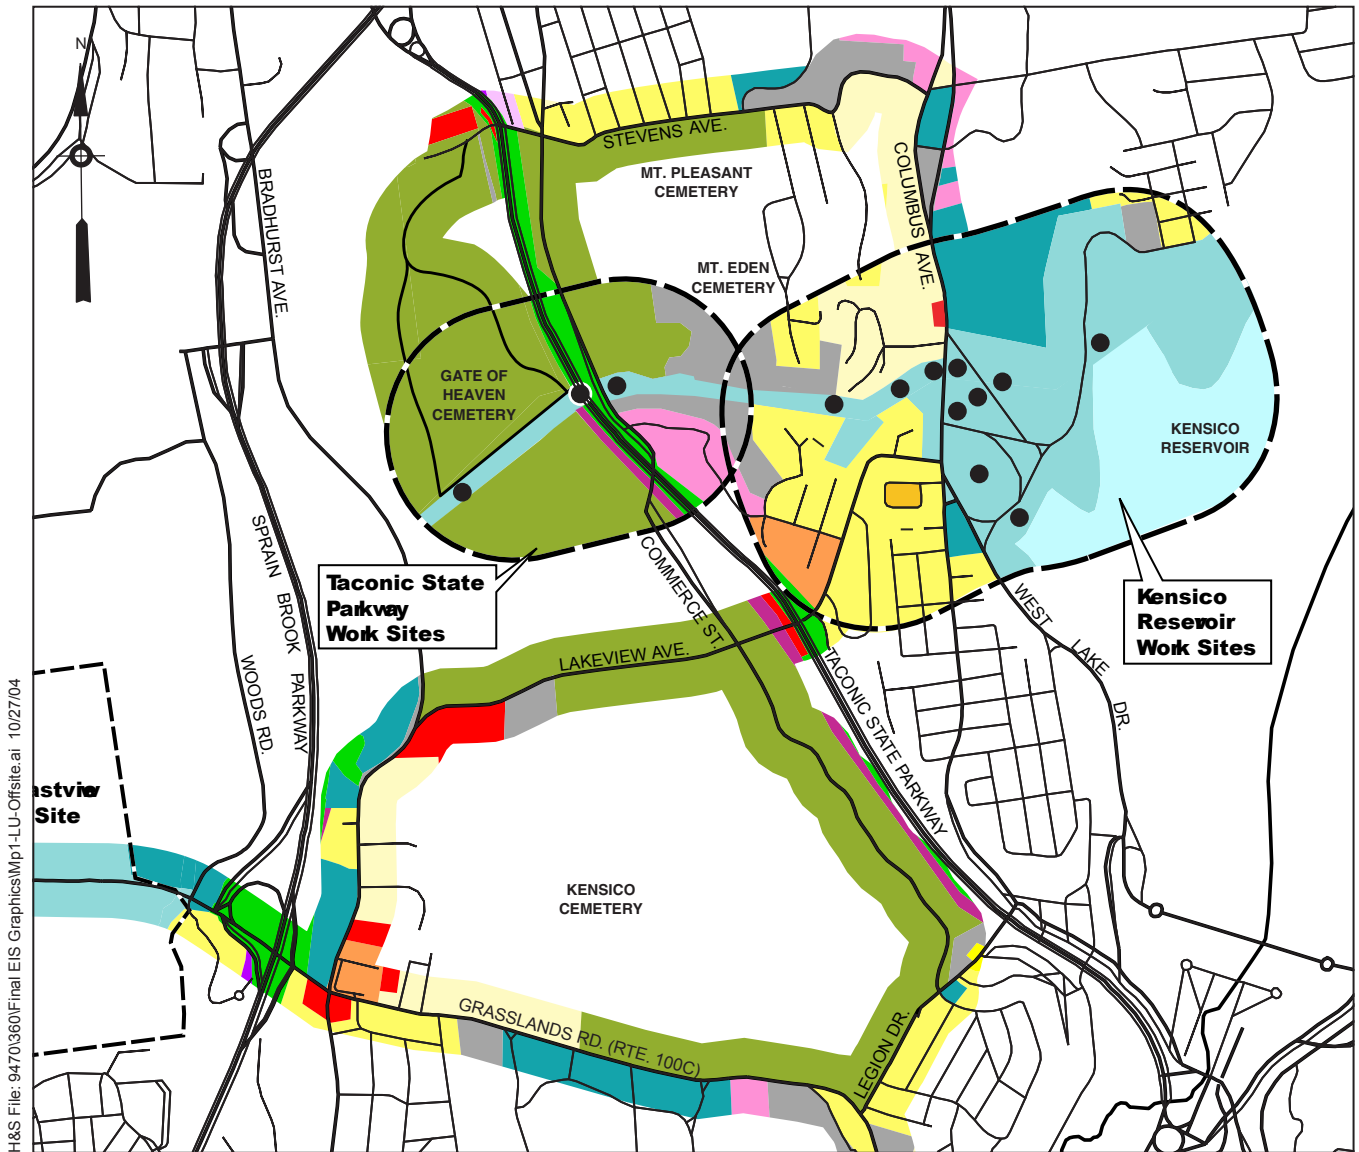 N
STEVENS AVE.
MT. PLEASANT
CEMETERY
COLUMBUS AVE.
BRADHURST AVE.
MT. EDEN
CEMETERY
GATE OF
HEAVEN
CEMETERY
KENSICO
RESERVOIR
SPRAIN BROOK PARKWAY
Taconic State
Parkway
Work Sites
COMMERCE ST.
WEST LAKE DR.
Kensico
Reservoir
Work Sites
LAKEVIEW AVE.
WOODS RD.
TACONIC STATE PARKWAY
astview
Site
KENSICO
CEMETERY
GRASSLANDS RD. (RTE. 100C)
LEGION DR.
H&S File: 9470\360\Final EIS Graphics\Mp1-LU-Offsite.ai 10/27/04